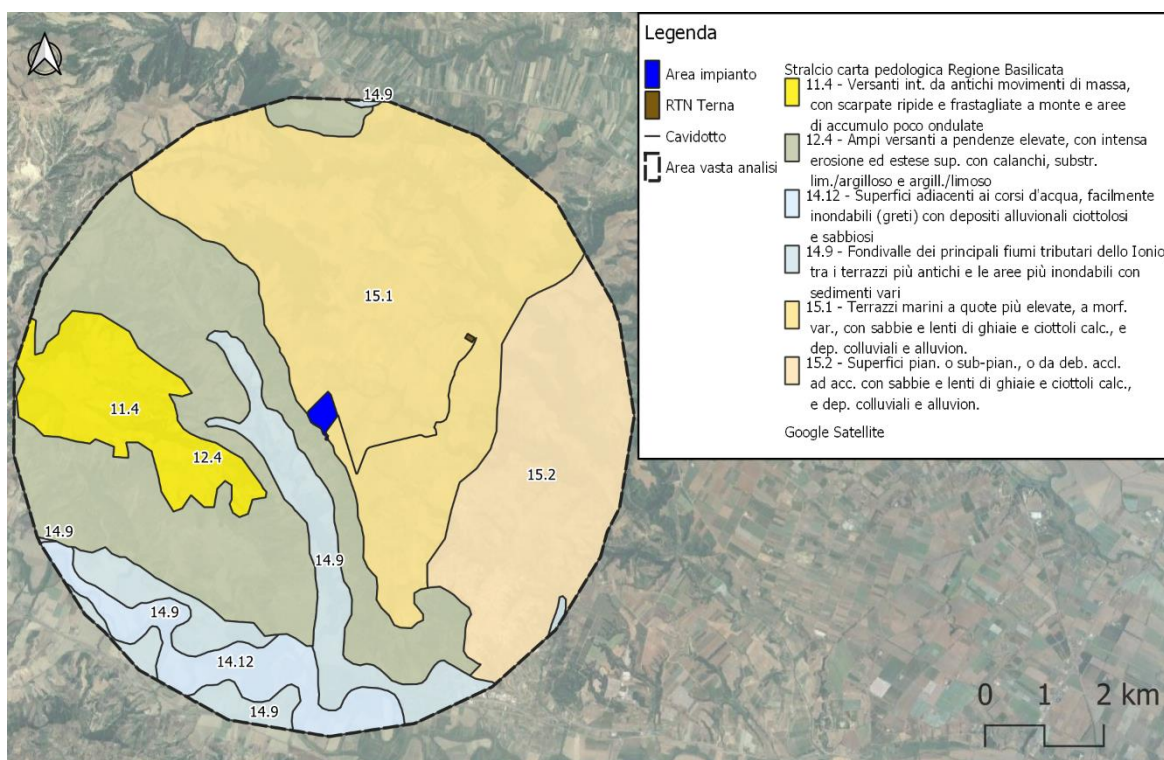 Legenda
Area impianto
RTN Terna
Cavidotto
Area vasta analisi
Stralcio carta pedologica Regione Basilicata
11.4 - Versanti int. da antichi movimenti di massa,
con scarpate ripide e frastagliate a monte e aree
di accumulo poco ondulate
12.4 - Ampi versanti a pendenze elevate, con intensa
erosione ed estese sup. con calanchi, substr.
lim./argilloso e argill./limoso
14.12 - Superfici adiacenti ai corsi d'acqua, facilmente
inondabili (greti) con depositi alluvionali ciottolosi
e sabbiosi
14.9 - Fondivalle dei principali fiumi tributari dello Ionio
tra i terrazzi più antichi e le aree più inondabili con
sedimenti vari
15.1 - Terrazzi marini a quote più elevate, a morf.
var., con sabbie e lenti di ghiaie e ciottoli calc., e
dep. colluviali e alluvion.
15.2 - Superfici pian. o sub-pian., o da deb. accl.
ad acc. con sabbie e lenti di ghiaie e ciottoli calc.,
e dep. colluviali e alluvion.
Google Satellite
14.9
15.1
11.4
12.4
15.2
14.9
14.9
14.9
14.12
14.9
0 1 2 km